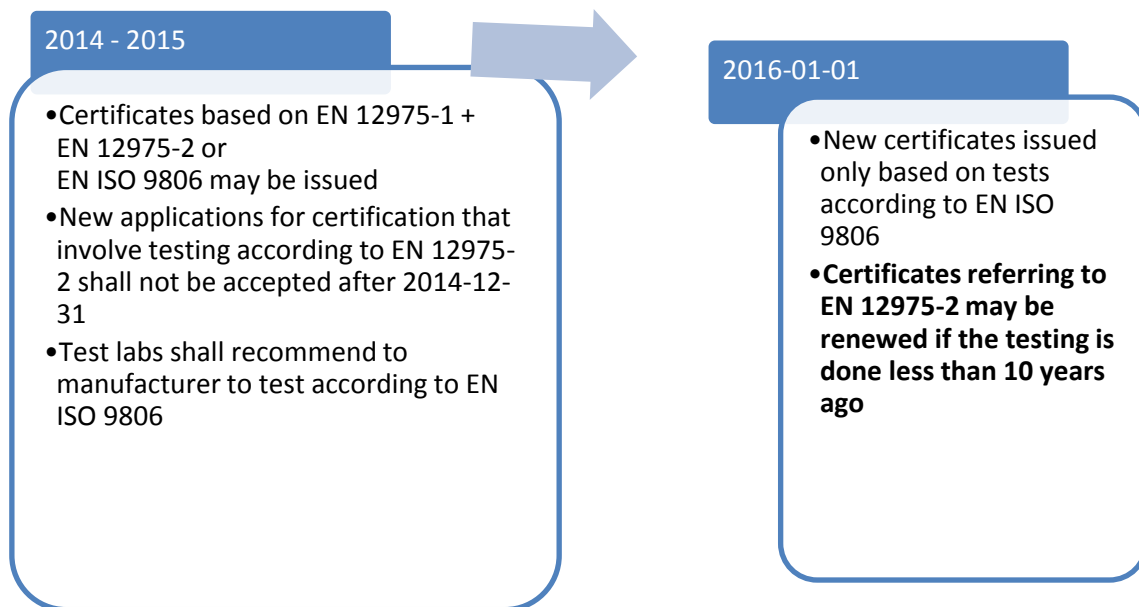 2014 - 2015
•Certificates based on EN 12975-1 +
EN 12975-2 or
EN ISO 9806 may be issued
•New applications for certification that
involve testing according to EN 12975-
2 shall not be accepted after 2014-12-
31
•Test labs shall recommend to
manufacturer to test according to EN
ISO 9806
2016-01-01
•New certificates issued
only based on tests
according to EN ISO
9806
•Certificates referring to
EN 12975-2 may be
renewed if the testing is
done less than 10 years
ago